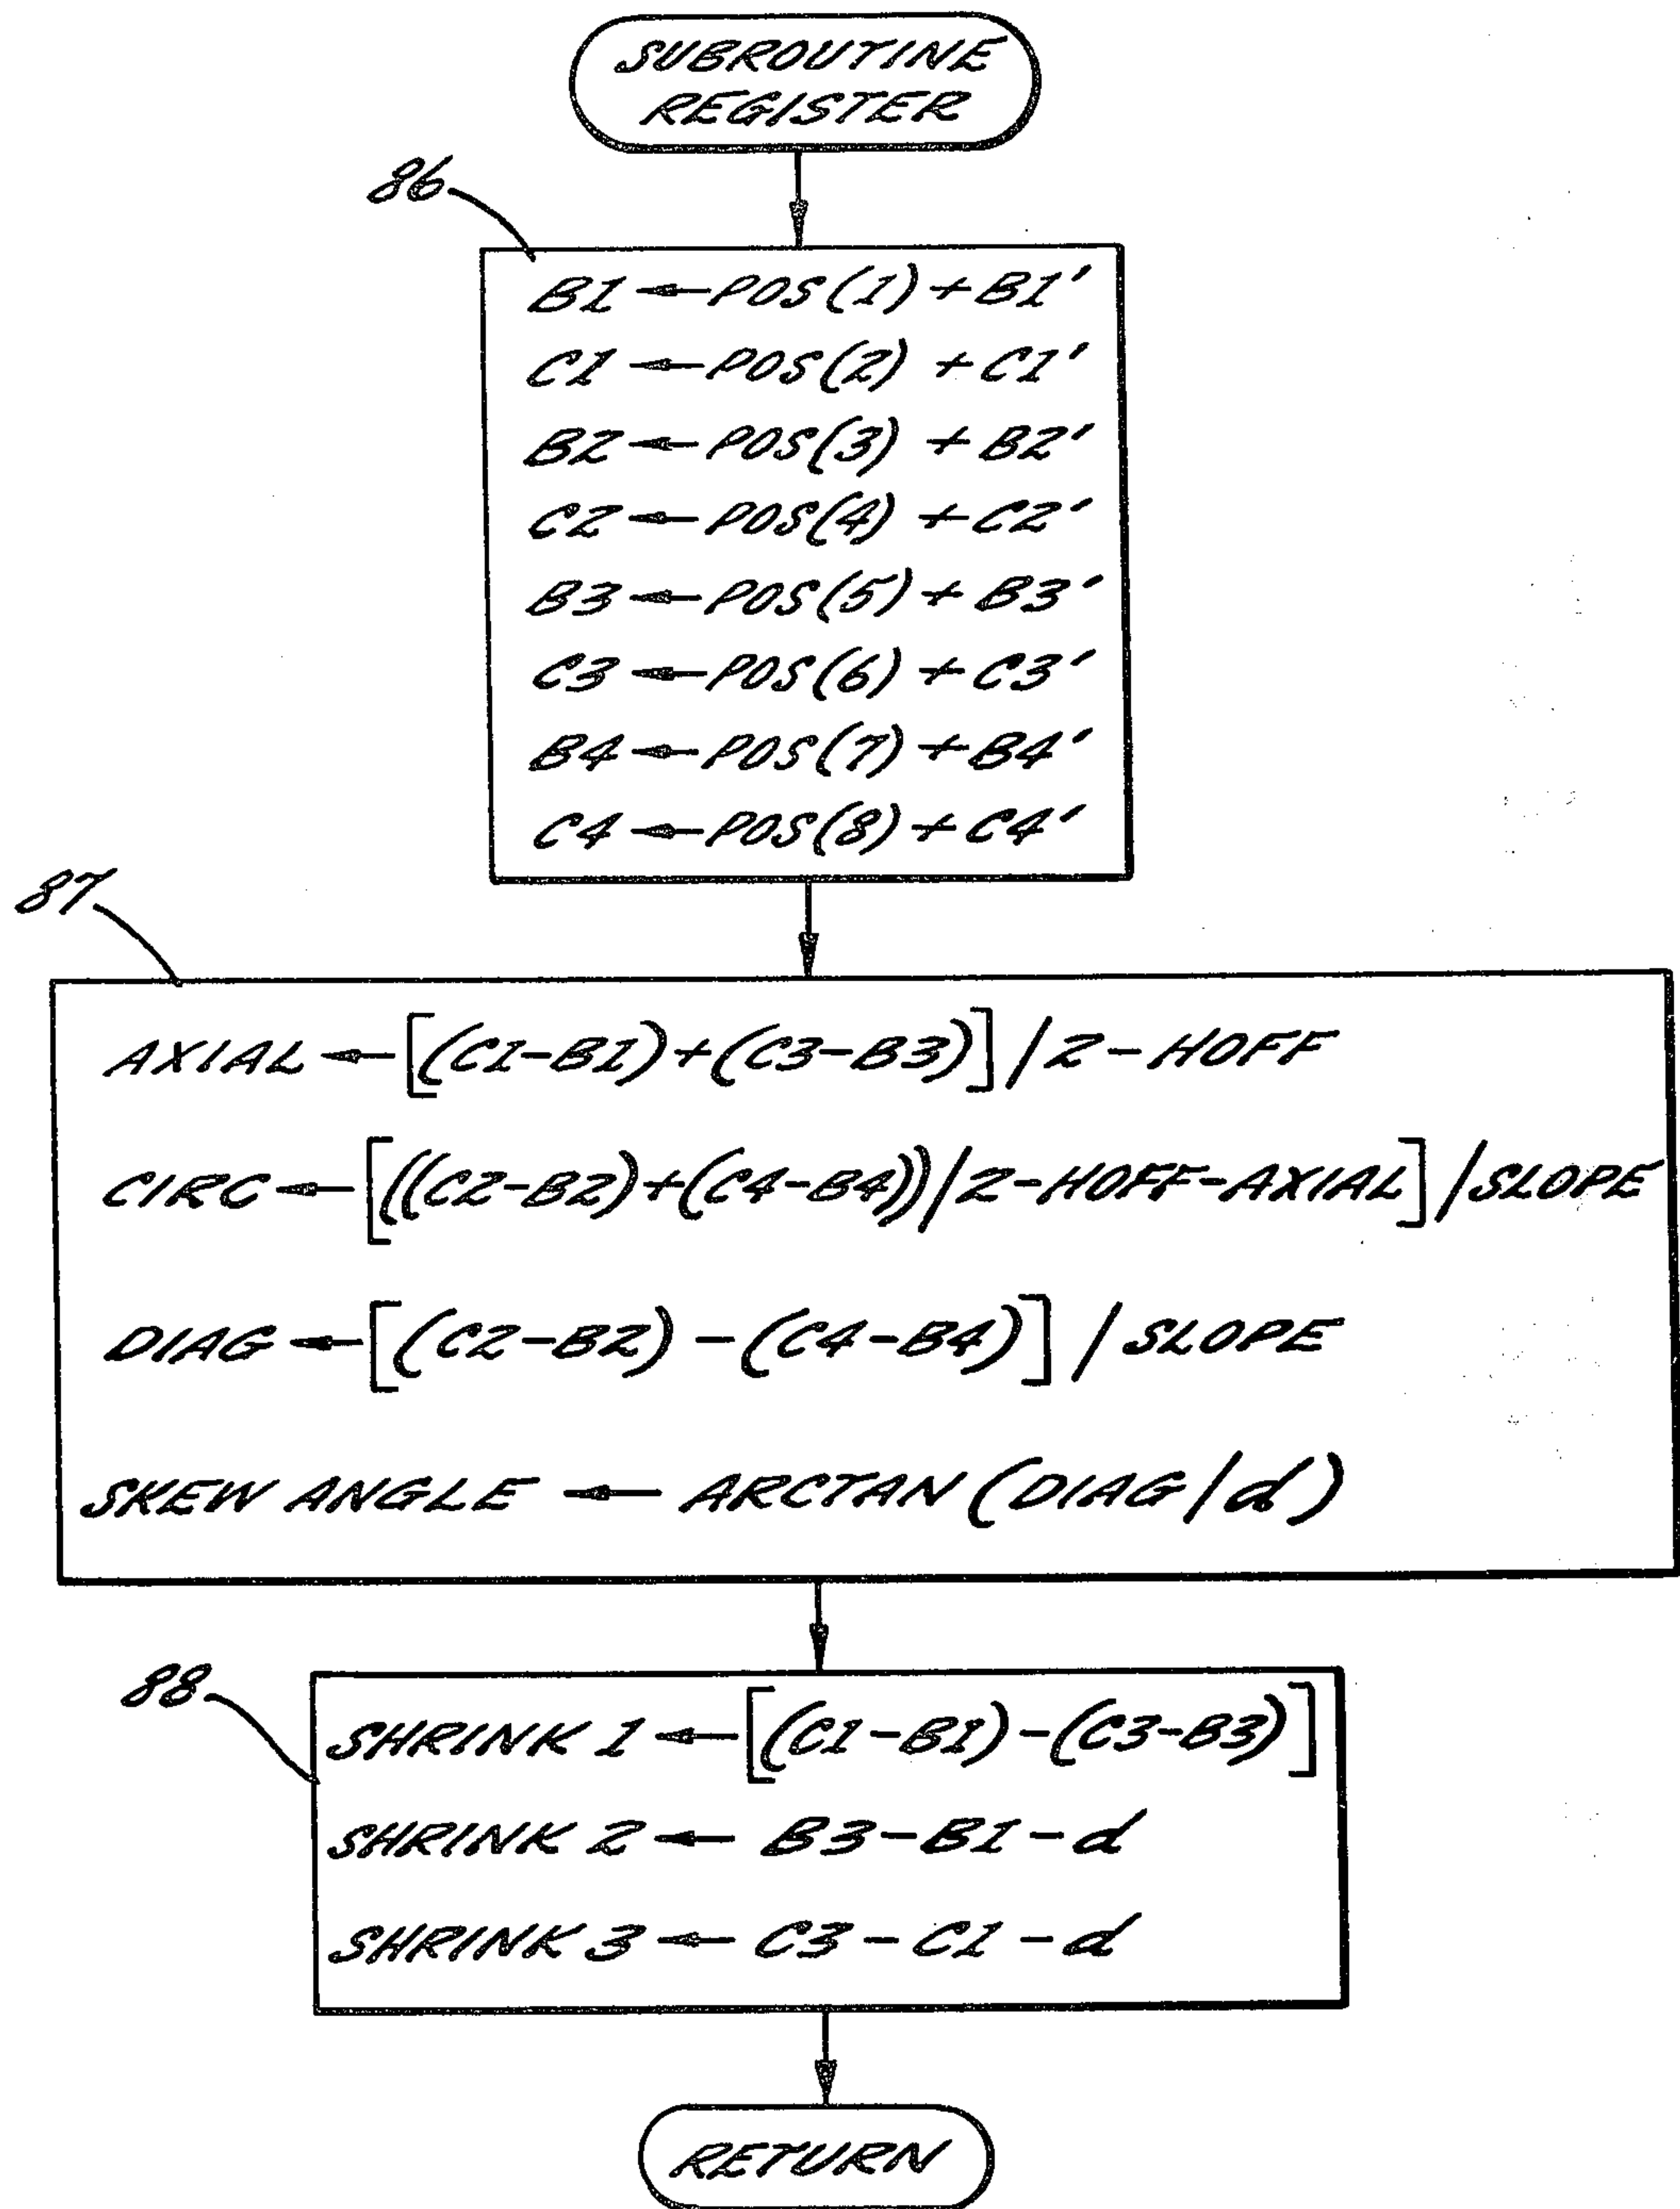 SUBROUTINE
REGISTER
86
B1←POS(1)+B1'
C1←POS(2)+C1'
B2←POS(3)+B2'
C2←POS(4)+C2'
B3←POS(5)+B3'
C3←POS(6)+C3'
B4←POS(7)+B4'
C4←POS(8)+C4'
87
AXIAL←[(C1-B1)+(C3-B3)]/2-HOFF
CIRC←[((C2-B2)+(C4-B4))/2-HOFF-AXIAL]/SLOPE
DIAG←[(C2-B2)-(C4-B4)]/SLOPE
SKEW ANGLE ← ARCTAN(DIAG/d)
88
SHRINK 1←[(C1-B1)-(C3-B3)]
SHRINK 2← B3-B1-d
SHRINK 3← C3-C1-d
RETURN